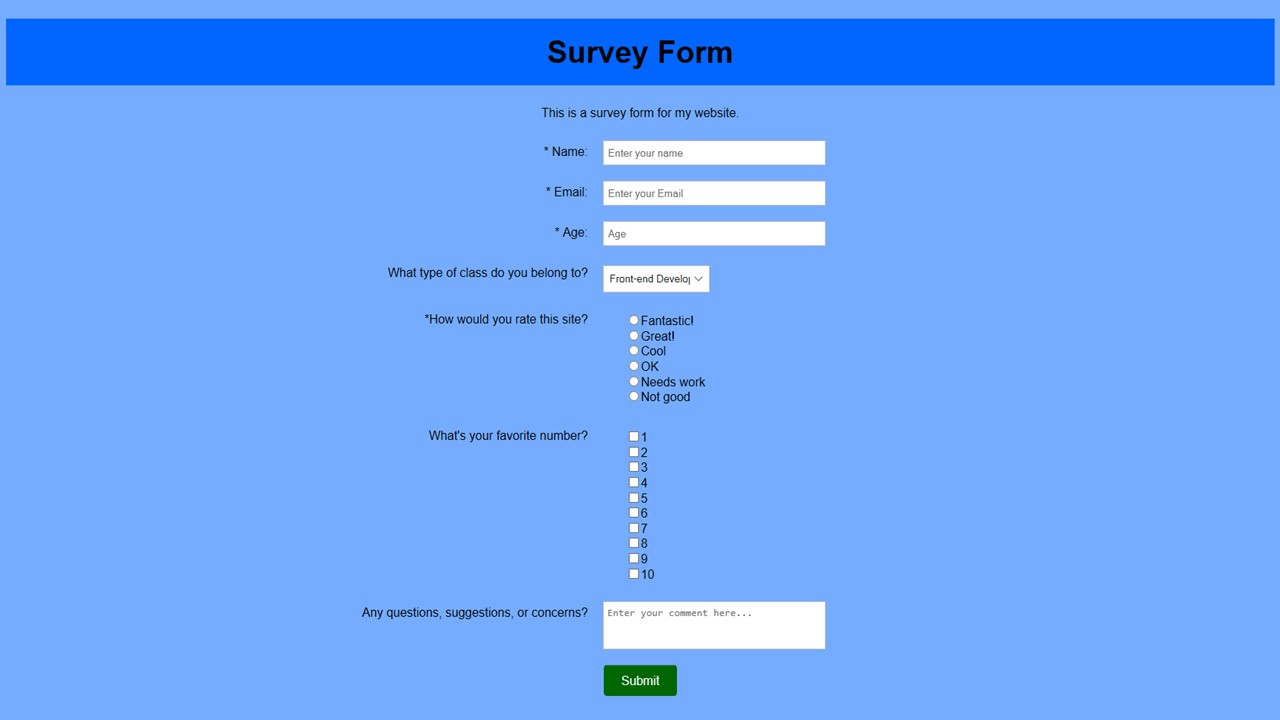 Survey Form
This is a survey form for my website.
* Name: Enter your name
* Email: Enter your Email
* Age: Age
What type of class do you belong to? Front-end Develop
*How would you rate this site?
Fantastic!
Great!
Cool
OK
Needs work
Not good
What's your favorite number?
1
2
3
4
5
6
7
8
9
10
Any questions, suggestions, or concerns? Enter your comment here...
Submit